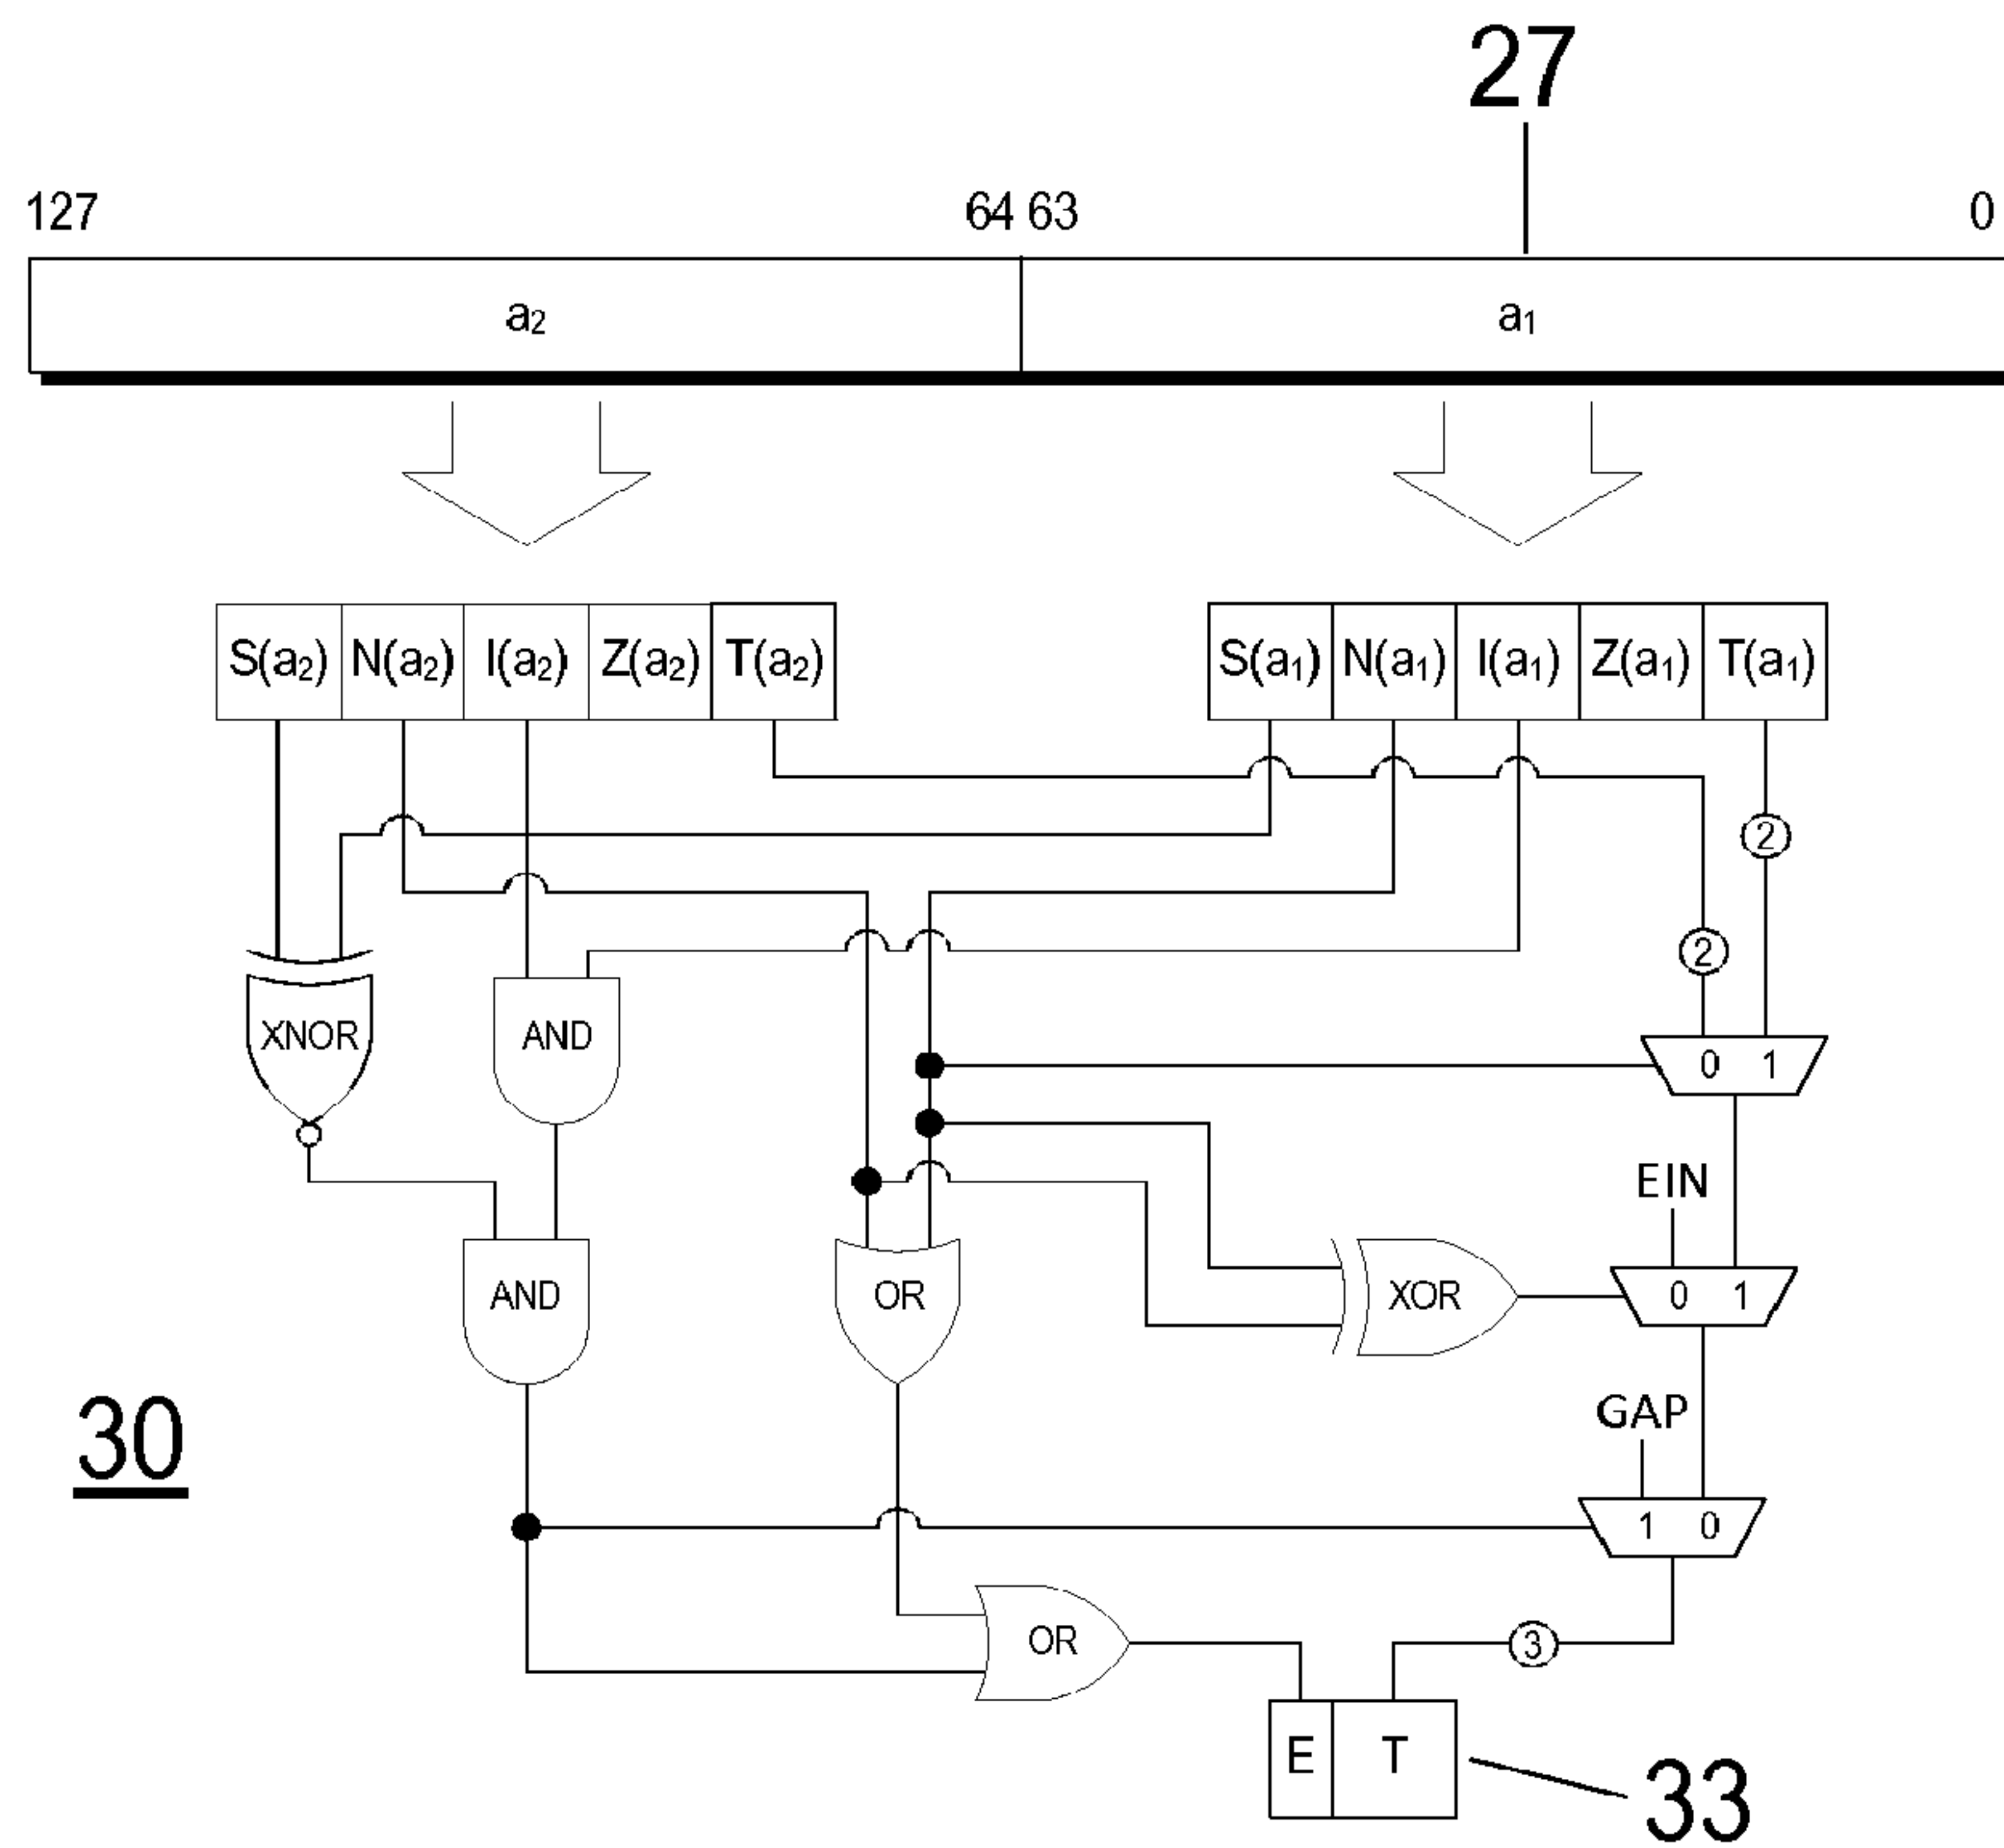 27
127 64 63 0
a₂ a₁
S(a₂) N(a₂) I(a₂) Z(a₂) T(a₂) S(a₁) N(a₁) I(a₁) Z(a₁) T(a₁)
2
2
XNOR AND
0 1
EIN
AND OR XOR 0 1
GAP
30
1 0
OR 3
E T
33